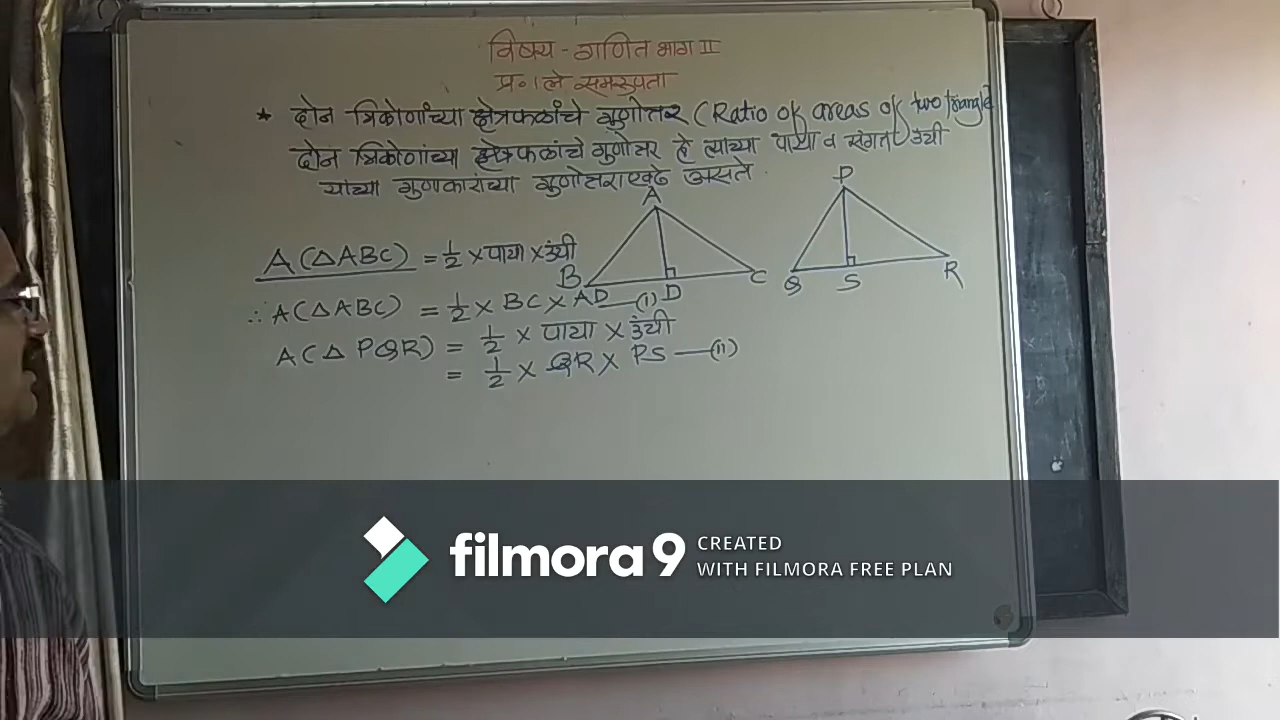 विषय - गणित भाग II
प्र॰ १ले समरुपता
* दोन त्रिकोणांच्या क्षेत्रफळांचे गुणोत्तर (Ratio of areas of two triangle)
दोन त्रिकोणांच्या क्षेत्रफळांचे गुणोत्तर हे त्यांच्या पाया व संगत उंची
यांच्या गुणकारांच्या गुणोत्तराएवढे असते.
A
B
D
C
P
Q
S
R
A(△ABC) = 1/2 × पाया × उंची
∴ A(△ABC) = 1/2 × BC × AD —(I)
A(△ PQR) = 1/2 × पाया × उंची
= 1/2 × QR × PS —(II)
filmora 9
CREATED
WITH FILMORA FREE PLAN